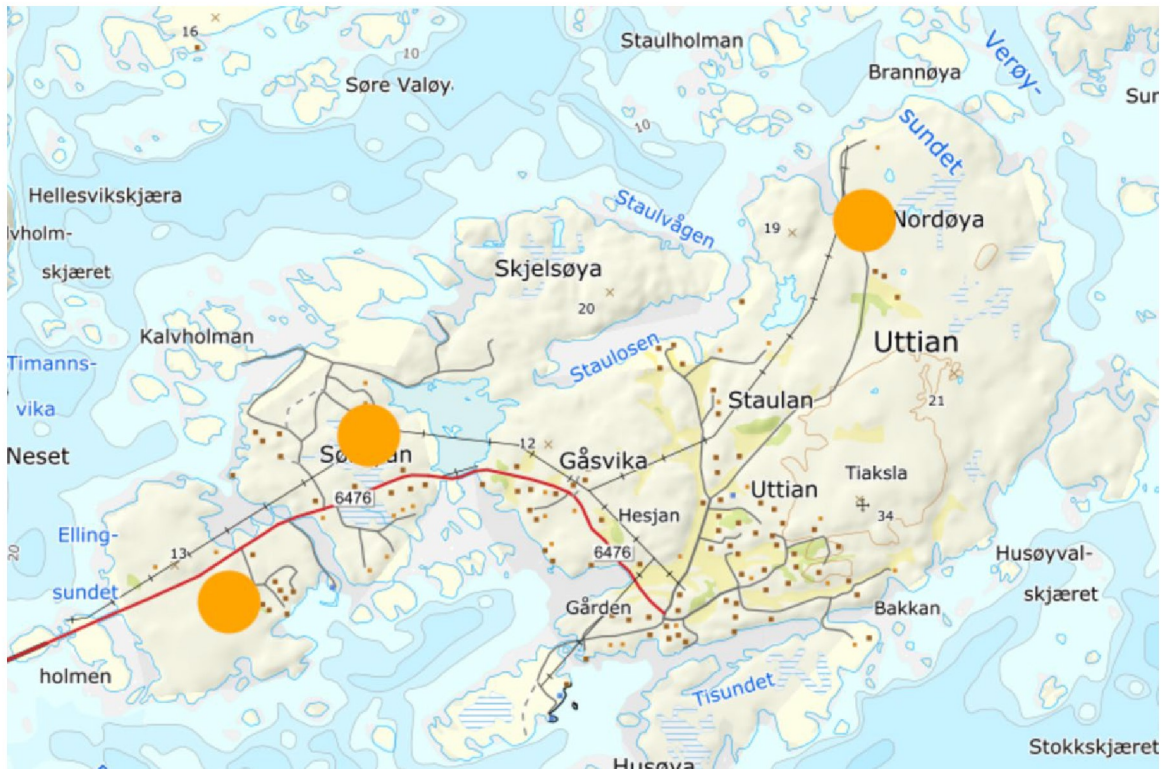 16
10
Staulholman
Verøy-
Brannøya
Søre Valøy
Sun
10
sundet
Hellesvikskjæra
Staulvågen
19
Nordøya
lvholm-
skjæret
Skjelsøya
20
Kalvholman
Staulosen
Uttian
Timanns-
vika
Staulan
21
Neset
12
Gåsvika
Tiaksla
6476
Uttian
Hesjan
34
Elling-
sundet
13
20
6476
Husøyval-
skjæret
Gården
Bakkan
holmen
Tisundet
Stokkskjæret
Husøya